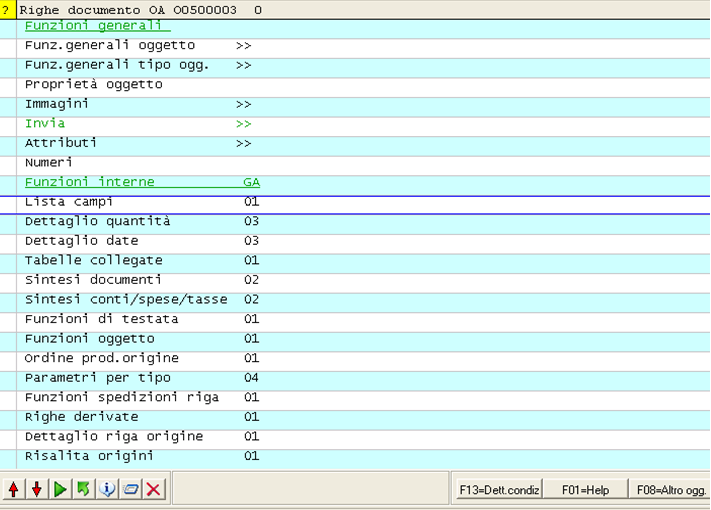 ? Righe documento OA O0500003 0
Funzioni generali
Funz.generali oggetto >>
Funz.generali tipo ogg. >>
Proprietà oggetto
Immagini >>
Invia >>
Attributi >>
Numeri
Funzioni interne GA
Lista campi 01
Dettaglio quantità 03
Dettaglio date 03
Tabelle collegate 01
Sintesi documenti 02
Sintesi conti/spese/tasse 02
Funzioni di testata 01
Funzioni oggetto 01
Ordine prod.origine 01
Parametri per tipo 04
Funzioni spedizioni riga 01
Righe derivate 01
Dettaglio riga origine 01
Risalita origini 01
F13=Dett.condiz F01=Help F08=Altro ogg.